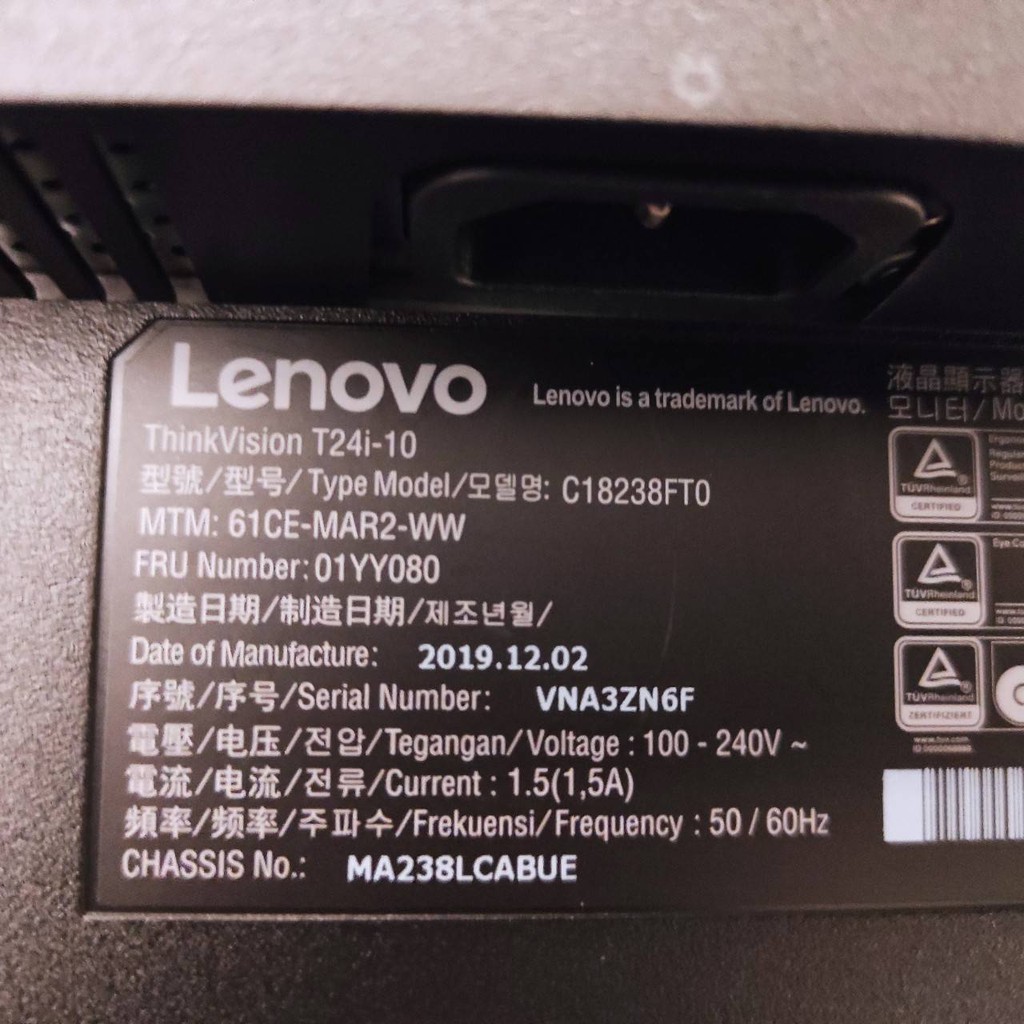 Lenovo
Lenovo is a trademark of Lenovo.
ThinkVision T24i-10
型號/型号/Type Model/모델명: C18238FT0
MTM: 61CE-MAR2-WW
FRU Number: 01YY080
製造日期/制造日期/제조년월/
Date of Manufacture: 2019.12.02
序號/序号/Serial Number: VNA3ZN6F
電壓/电压/전압/Tegangan/Voltage : 100 - 240V ~
電流/电流/전류/Current : 1.5(1,5A)
頻率/频率/주파수/Frekuensi/Frequency : 50 / 60Hz
CHASSIS No.: MA238LCABUE
液晶顯示器
모니터/Mo
TÜVRheinland
CERTIFIED
TÜVRheinland
CERTIFIED
TÜVRheinland
ZERTIFIZIERT
www.tuv.com